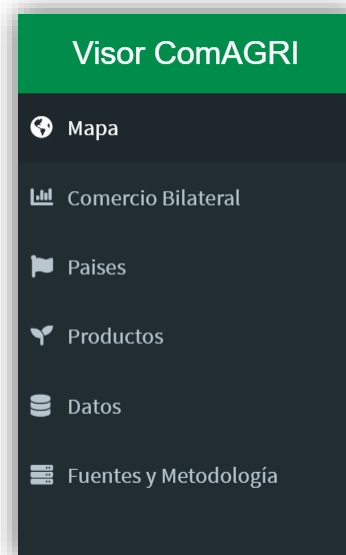 Visor ComAGRI
Mapa
Comercio Bilateral
Paises
Productos
Datos
Fuentes y Metodología